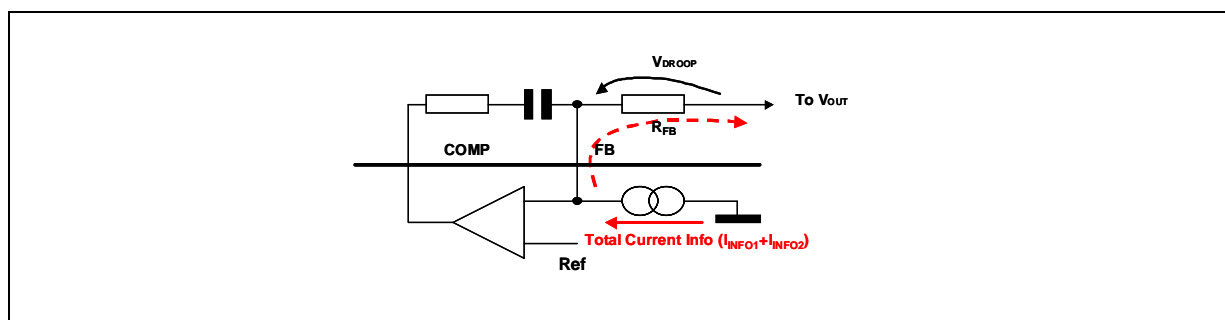 VDROOP
To VOUT
RFB
COMP
FB
Total Current Info (IINFO1+IINFO2)
Ref